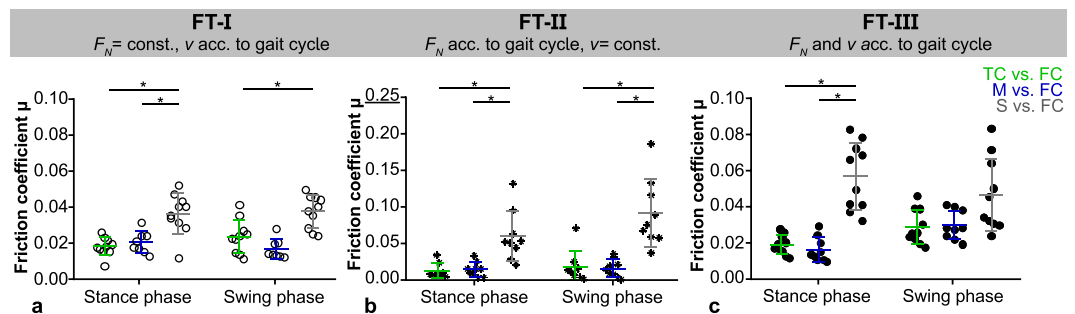 FT-I
FT-II
FT-III
F_N= const., v acc. to gait cycle
F_N acc. to gait cycle, v= const.
F_N and v acc. to gait cycle
TC vs. FC
M vs. FC
S vs. FC
Friction coefficient μ
0.10
0.08
0.06
0.04
0.02
0.00
* * *
Stance phase
Swing phase
a
Friction coefficient μ
0.25
0.20
0.15
0.10
0.05
0.00
* * * *
Stance phase
Swing phase
b
Friction coefficient μ
0.10
0.08
0.06
0.04
0.02
0.00
* *
Stance phase
Swing phase
c